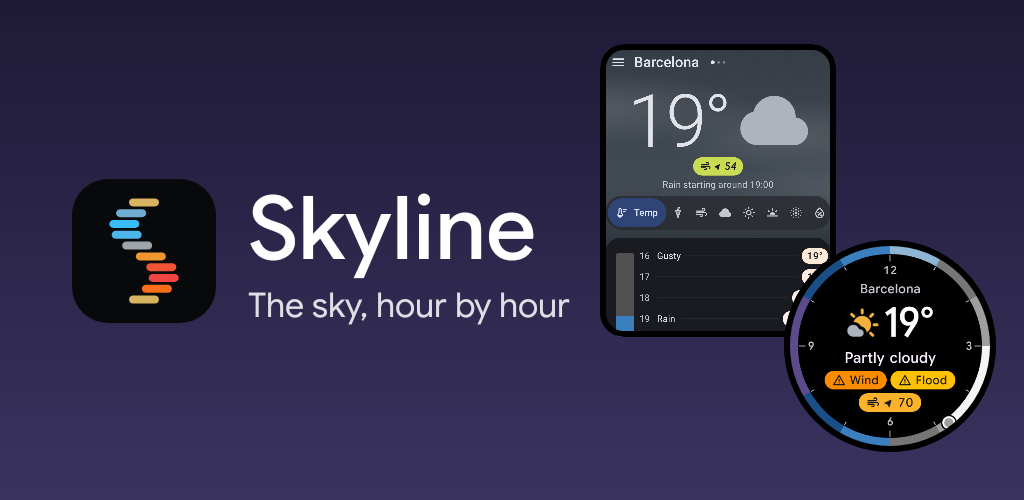 Skyline
The sky, hour by hour
Barcelona
19°
54
Rain starting around 19:00
Temp
16 Gusty 19°
17
18
19 Rain
12
Barcelona
19°
9
3
Partly cloudy
Wind Flood
70
6